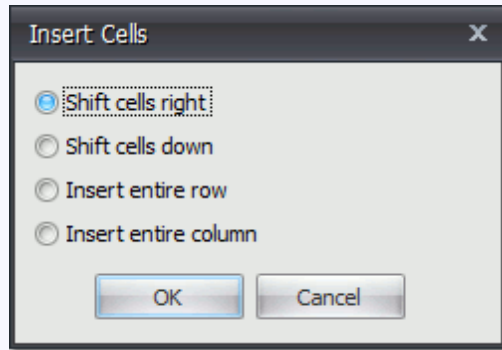 Insert Cells x
Shift cells right
Shift cells down
Insert entire row
Insert entire column
OK Cancel